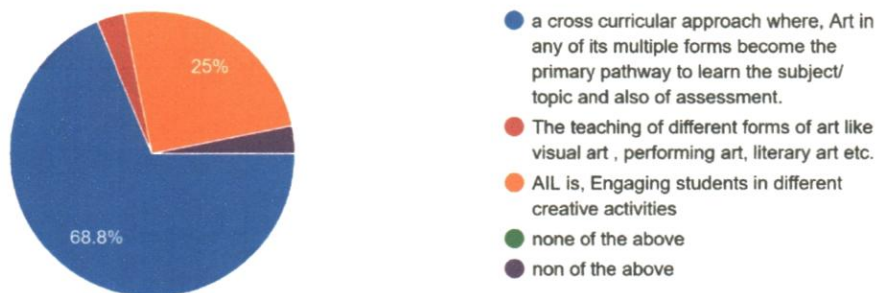 25%
68.8%
a cross curricular approach where, Art in
any of its multiple forms become the
primary pathway to learn the subject/
topic and also of assessment.
The teaching of different forms of art like
visual art , performing art, literary art etc.
AIL is, Engaging students in different
creative activities
none of the above
non of the above